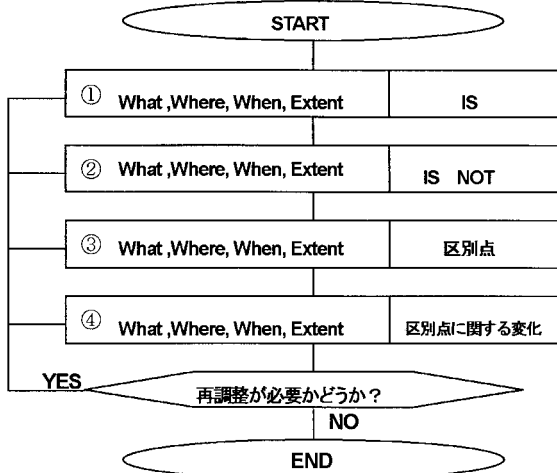 START
① What ,Where, When, Extent IS
② What ,Where, When, Extent IS NOT
③ What ,Where, When, Extent 区別点
④ What ,Where, When, Extent 区別点に関する変化
YES 再調整が必要かどうか？
NO
END